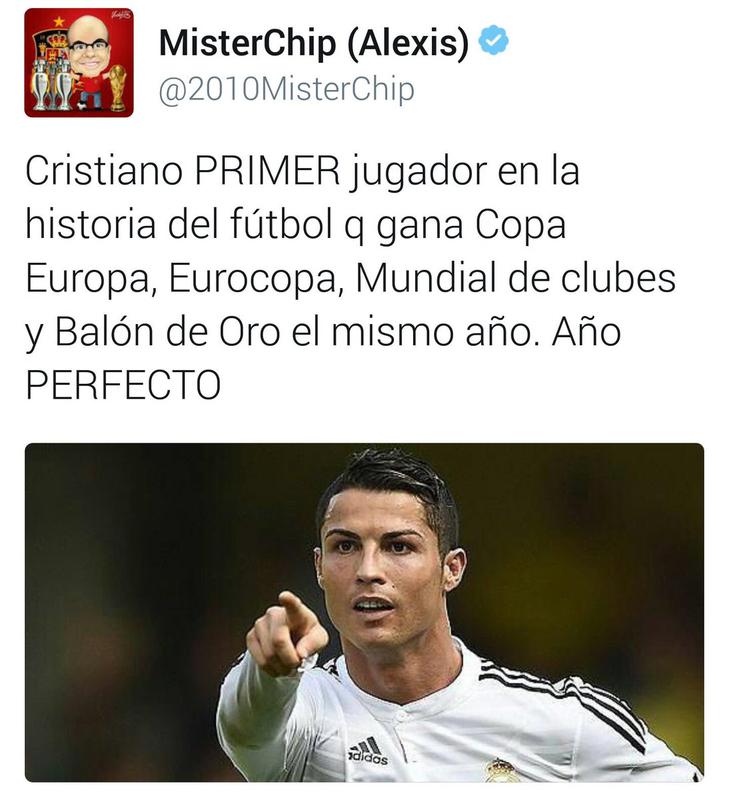 MisterChip (Alexis)
@2010MisterChip
Cristiano PRIMER jugador en la
historia del fútbol q gana Copa
Europa, Eurocopa, Mundial de clubes
y Balón de Oro el mismo año. Año
PERFECTO
adidas